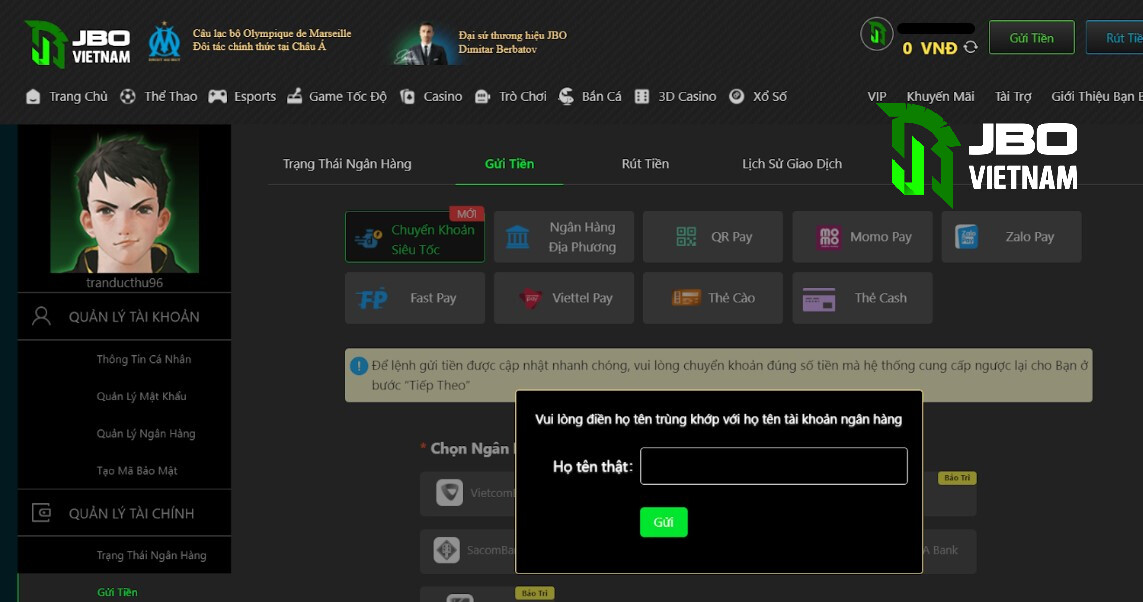 JBO
VIETNAM
Câu lạc bộ Olympique de Marseille
Đối tác chính thức tại Châu Á
Đại sứ thương hiệu JBO
Dimitar Berbatov
0 VNĐ
Gửi Tiền
Rút
Trang Chủ
Thể Thao
Esports
Game Tốc Độ
Casino
Trò Chơi
Bắn Cá
3D Casino
Xổ Số
VIP
Khuyến Mãi
Tài Trợ
Giới Thiệu Bạn
JBO
VIETNAM
Trạng Thái Ngân Hàng
Gửi Tiền
Rút Tiền
Lịch Sử Giao Dịch
tranducthu96
QUẢN LÝ TÀI KHOẢN
Thông Tin Cá Nhân
Quản Lý Mật Khẩu
Quản Lý Ngân Hàng
Tạo Mã Bảo Mật
QUẢN LÝ TÀI CHÍNH
Trạng Thái Ngân Hàng
Gửi Tiền
MỚI
Chuyển Khoản
Siêu Tốc
Ngân Hàng
Địa Phương
QR Pay
Momo Pay
Zalo Pay
Fast Pay
Viettel Pay
Thẻ Cào
Thẻ Cash
Để lệnh gửi tiền được cập nhật nhanh chóng, vui lòng chuyển khoản đúng số tiền mà hệ thống cung cấp ngược lại cho Bạn ở
bước "Tiếp Theo"
* Chọn Ngân
Vui lòng điền họ tên trùng khớp với họ tên tài khoản ngân hàng
Họ tên thật:
Gửi
Bảo Trì
Bank
Bảo Trì